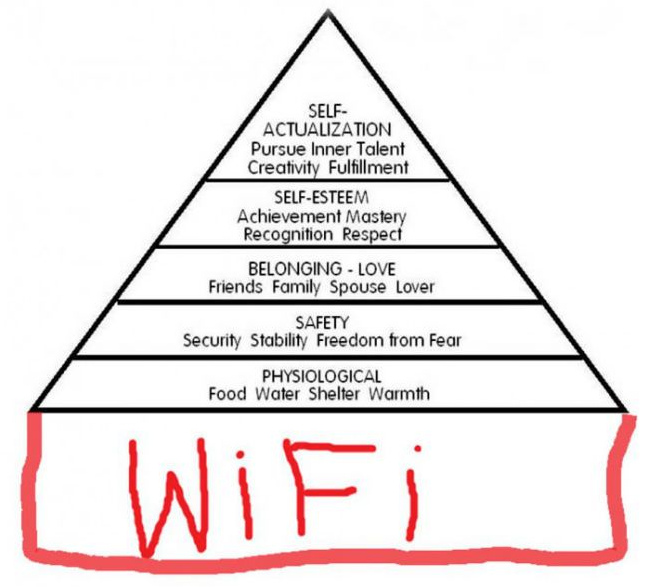 SELF-
ACTUALIZATION
Pursue Inner Talent
Creativity Fulfillment
SELF-ESTEEM
Achievement Mastery
Recognition Respect
BELONGING - LOVE
Friends Family Spouse Lover
SAFETY
Security Stability Freedom from Fear
PHYSIOLOGICAL
Food Water Shelter Warmth
WiFi